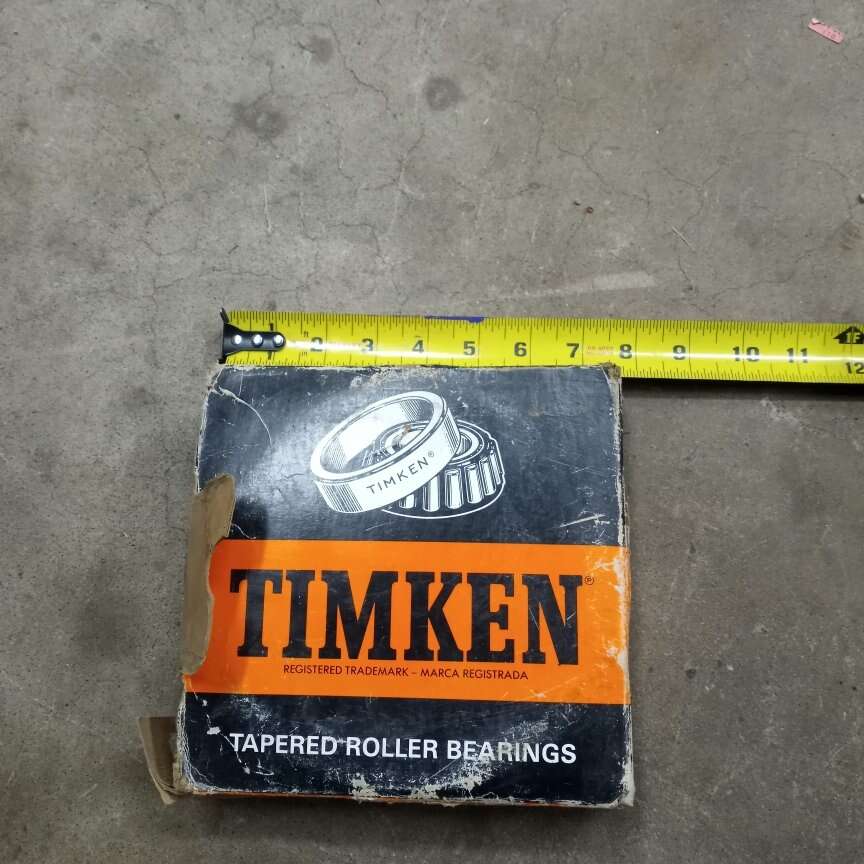 1 2 3 4 5 6 7 8 9 10 11 12
TIMKEN®
TIMKEN®
REGISTERED TRADEMARK – MARCA REGISTRADA
TAPERED ROLLER BEARINGS